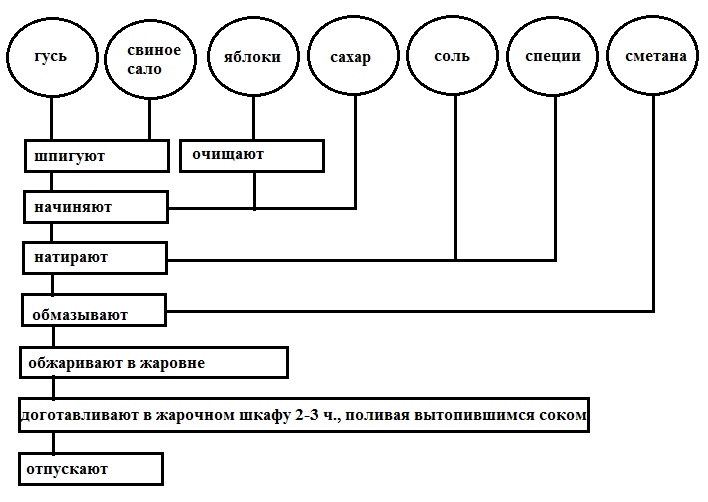 гусь
свиное
сало
яблоки
сахар
соль
специи
сметана
шпигуют
очищают
начиняют
натирают
обмазывают
обжаривают в жаровне
доготавливают в жарочном шкафу 2-3 ч., поливая вытопившимся соком
отпускают